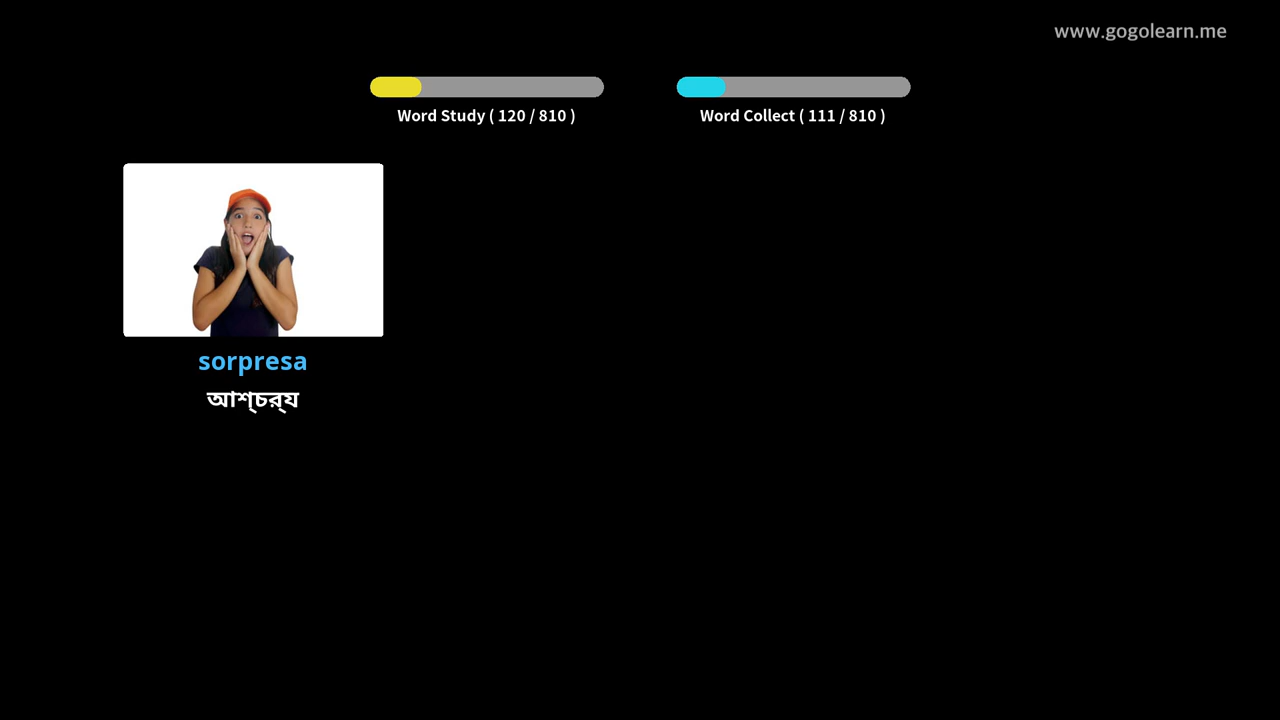 www.gogolearn.me
Word Study ( 120 / 810 )
Word Collect ( 111 / 810 )
sorpresa
আশ্চর্য